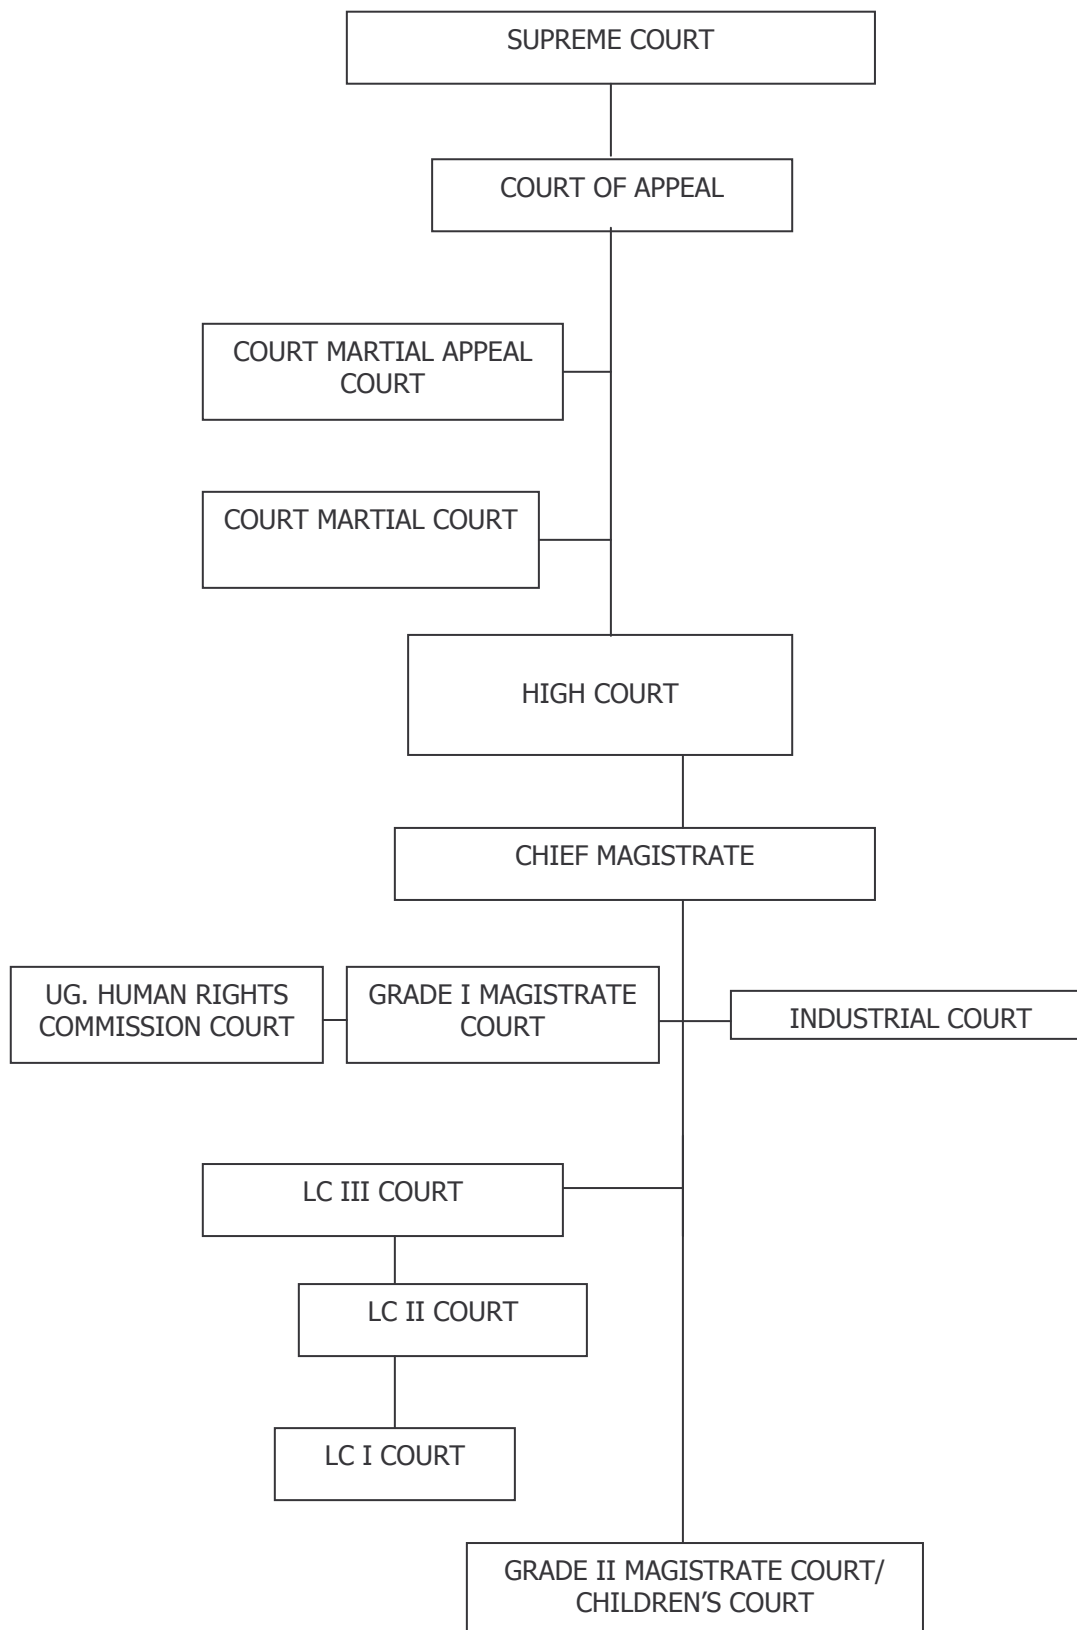 SUPREME COURT
COURT OF APPEAL
COURT MARTIAL APPEAL
COURT
COURT MARTIAL COURT
HIGH COURT
CHIEF MAGISTRATE
UG. HUMAN RIGHTS
COMMISSION COURT
GRADE I MAGISTRATE
COURT
INDUSTRIAL COURT
LC III COURT
LC II COURT
LC I COURT
GRADE II MAGISTRATE COURT/
CHILDREN’S COURT